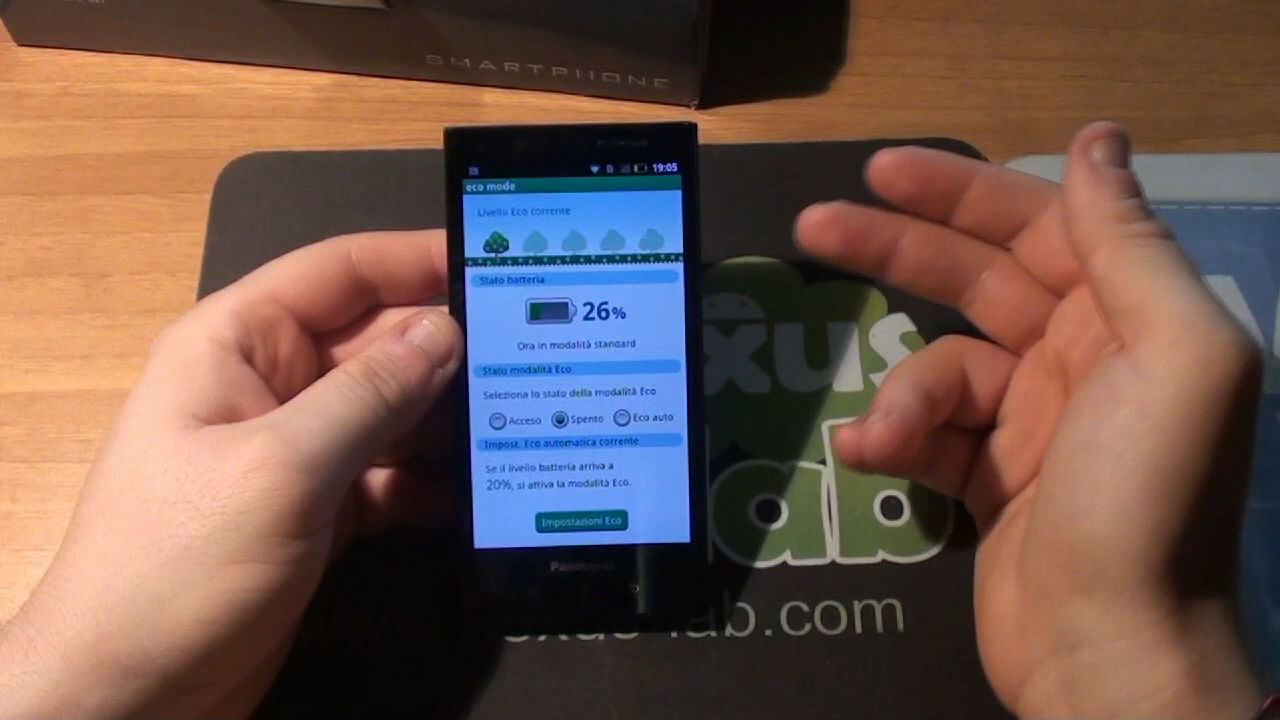 SMARTPHONE
19:05
eco mode
Livello Eco corrente
Stato batteria
26%
Ora in modalità standard
Stato modalità Eco
Seleziona lo stato della modalità Eco
Acceso Spento Eco auto
Impost. Eco automatica corrente
Se il livello batteria arriva a
20%, si attiva la modalità Eco.
Impostazioni Eco
Panasonic
xus
lab
lab.com